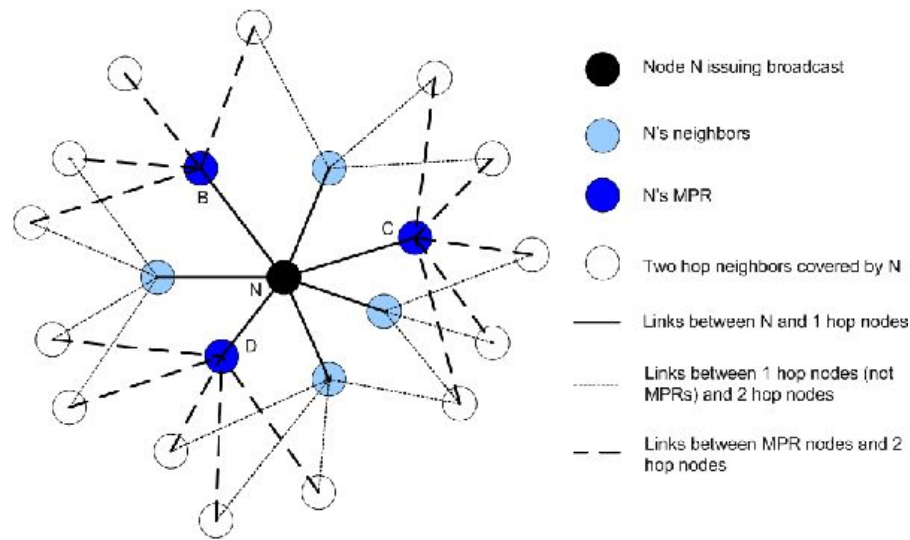 Node N issuing broadcast
N's neighbors
B
N's MPR
C
N
Two hop neighbors covered by N
Links between N and 1 hop nodes
D
Links between 1 hop nodes (not
MPRs) and 2 hop nodes
Links between MPR nodes and 2
hop nodes